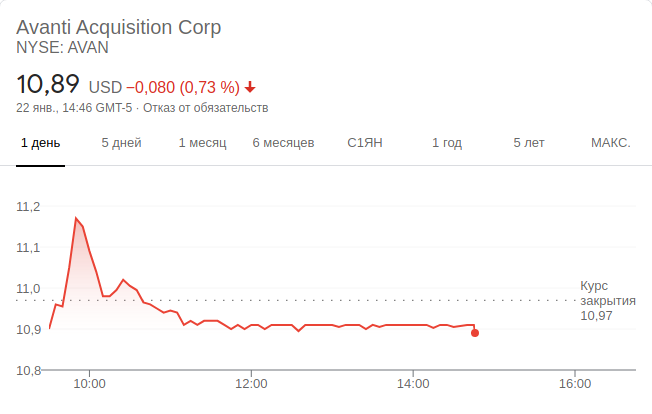 Avanti Acquisition Corp
NYSE: AVAN
10,89 USD −0,080 (0,73 %)
22 янв., 14:46 GMT-5 · Отказ от обязательств
1 день 5 дней 1 месяц 6 месяцев С1ЯН 1 год 5 лет МАКС.
11,2
11,1
11,0
Курс
закрытия
10,97
10,9
10,8
10:00 12:00 14:00 16:00